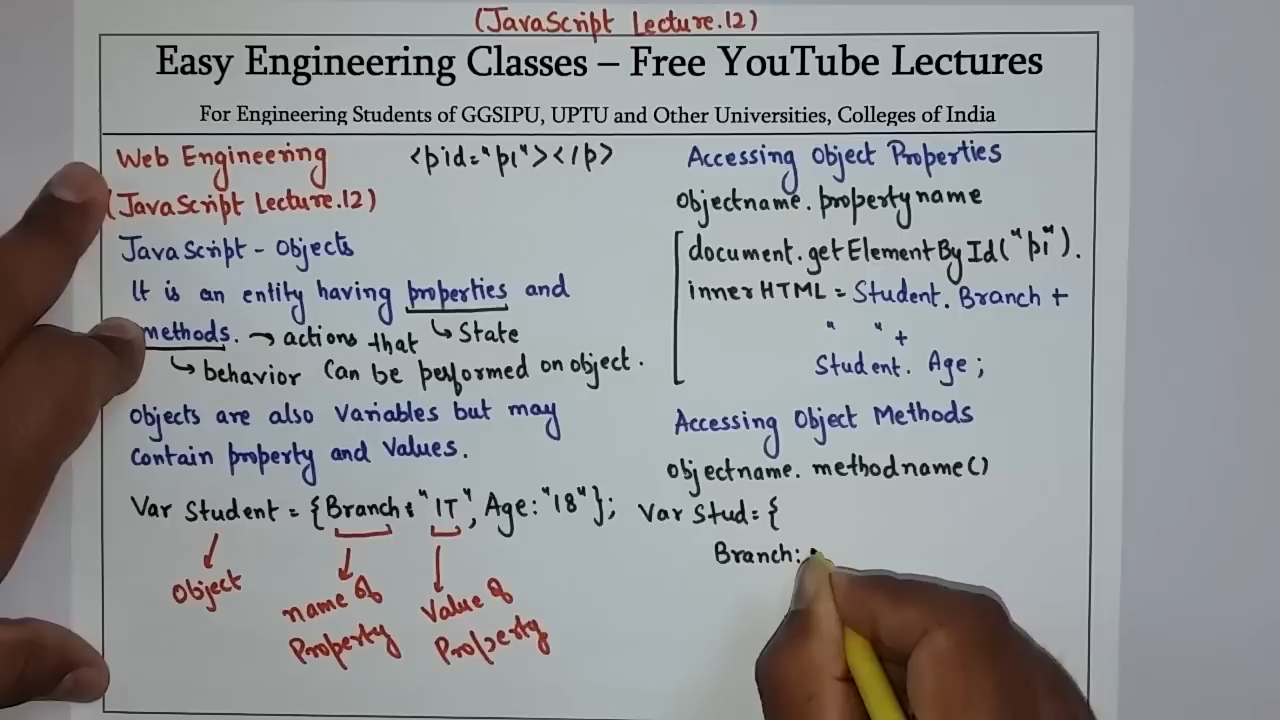 (JavaScript Lecture.12)
Easy Engineering Classes – Free YouTube Lectures
For Engineering Students of GGSIPU, UPTU and Other Universities, Colleges of India
Web Engineering <p id="p1"></p>
(JavaScript Lecture.12)
JavaScript - Objects
It is an entity having properties and
methods. → actions that ↳ State
↳ behavior can be performed on object.
Objects are also Variables but may
Contain property and Values.
Var Student = {Branch: "IT", Age: "18"};
Object
name of
Property
Value of
Property
Accessing Object Properties
Objectname.propertyname
document.getElementById("p1").
innerHTML = Student.Branch +
" " +
Student. Age;
Accessing Object Methods
Objectname. methodname()
Var Stud = {
Branch: